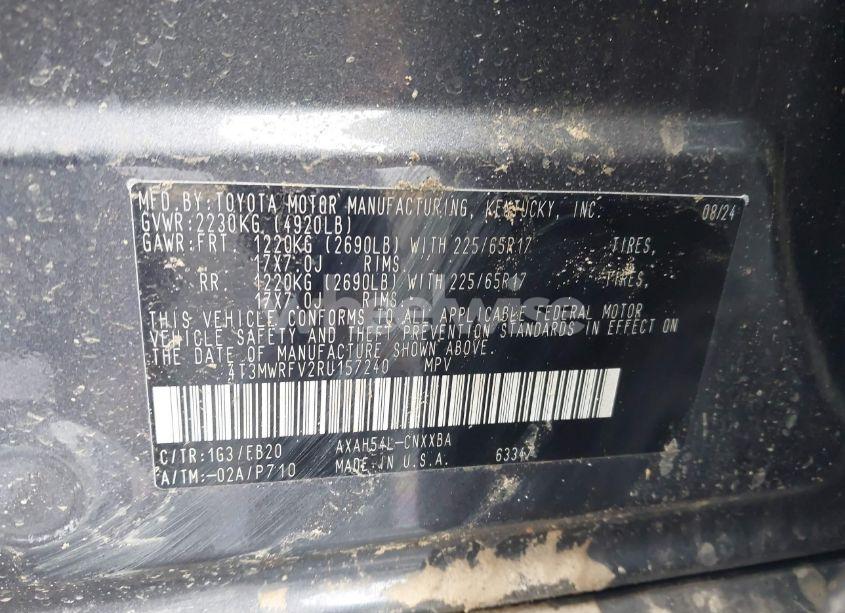 MFD.BY:TOYOTA MOTOR MANUFACTURING, KENTUCKY, INC. 08/24
GVWR:2230KG (4920LB)
GAWR:FRT 1220KG (2690LB) WITH 225/65R17 TIRES,
17X7.0J RIMS
RR 1220KG (2690LB) WITH 225/65R17 TIRES,
17X7.0J RIMS
THIS VEHICLE CONFORMS TO ALL APPLICABLE FEDERAL MOTOR
VEHICLE SAFETY AND THEFT PREVENTION STANDARDS IN EFFECT ON
THE DATE OF MANUFACTURE SHOWN ABOVE.
4T3MWRFV2RU157240 MPV
C/TR:1G3/EB20 AXAH54L-CNXXBA
A/TM:-02A/P710 MADE IN U.S.A. 63347